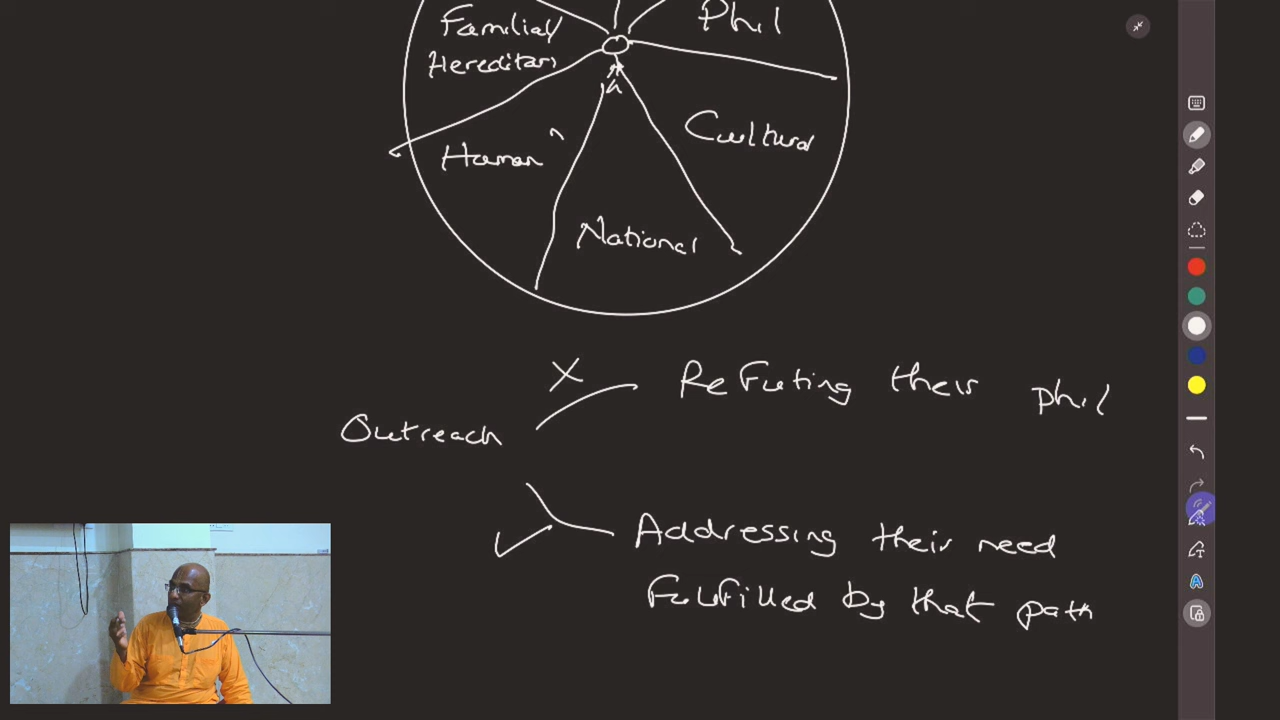 Familial/ Phil
Hereditary
Cultural
Human
National
X Refuting their phil
Outreach
Addressing their need
Fulfilled by that path